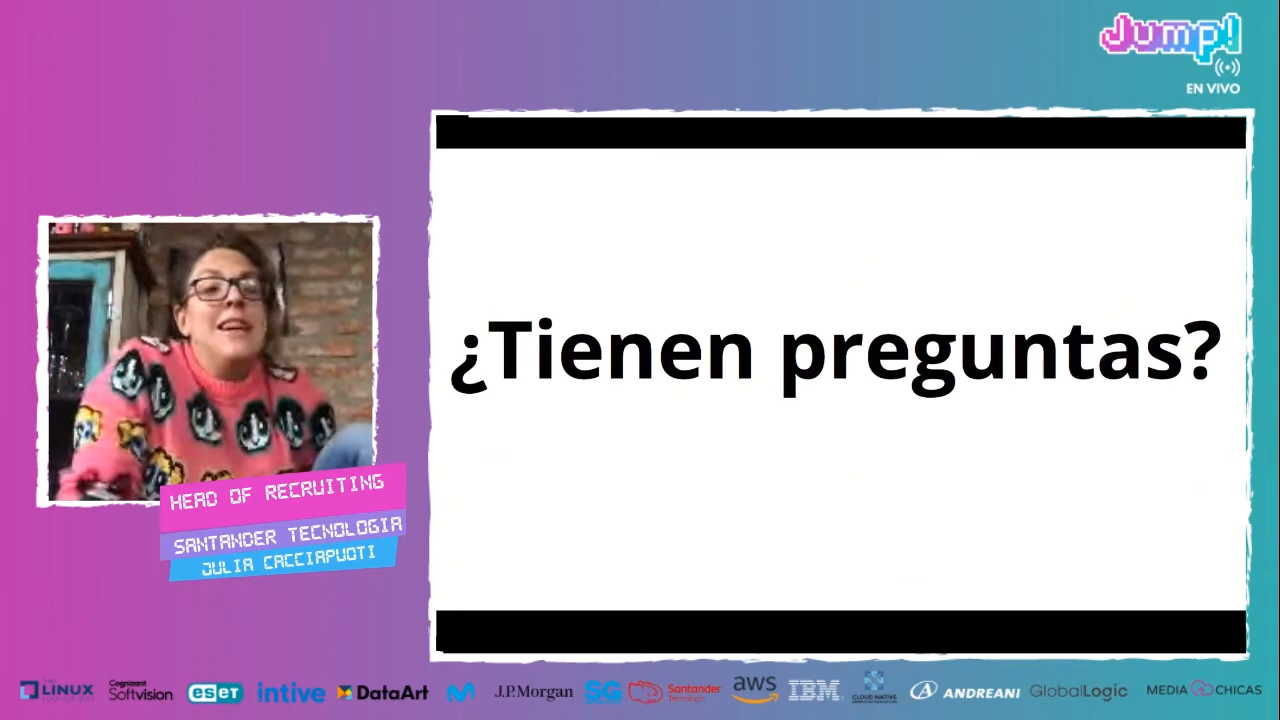 Jump!
EN VIVO
¿Tienen preguntas?
HEAD OF RECRUITING
SANTANDER TECNOLOGIA
JULIA CACCIAPUOTI
LINUX
Cognizant
Softvision
eseT
intive
DataArt
J.P.Morgan
SG
Santander
Tecnología
aws
IBM
CLOUD NATIVE
ANDREANI
GlobalLogic
MEDIA CHICAS